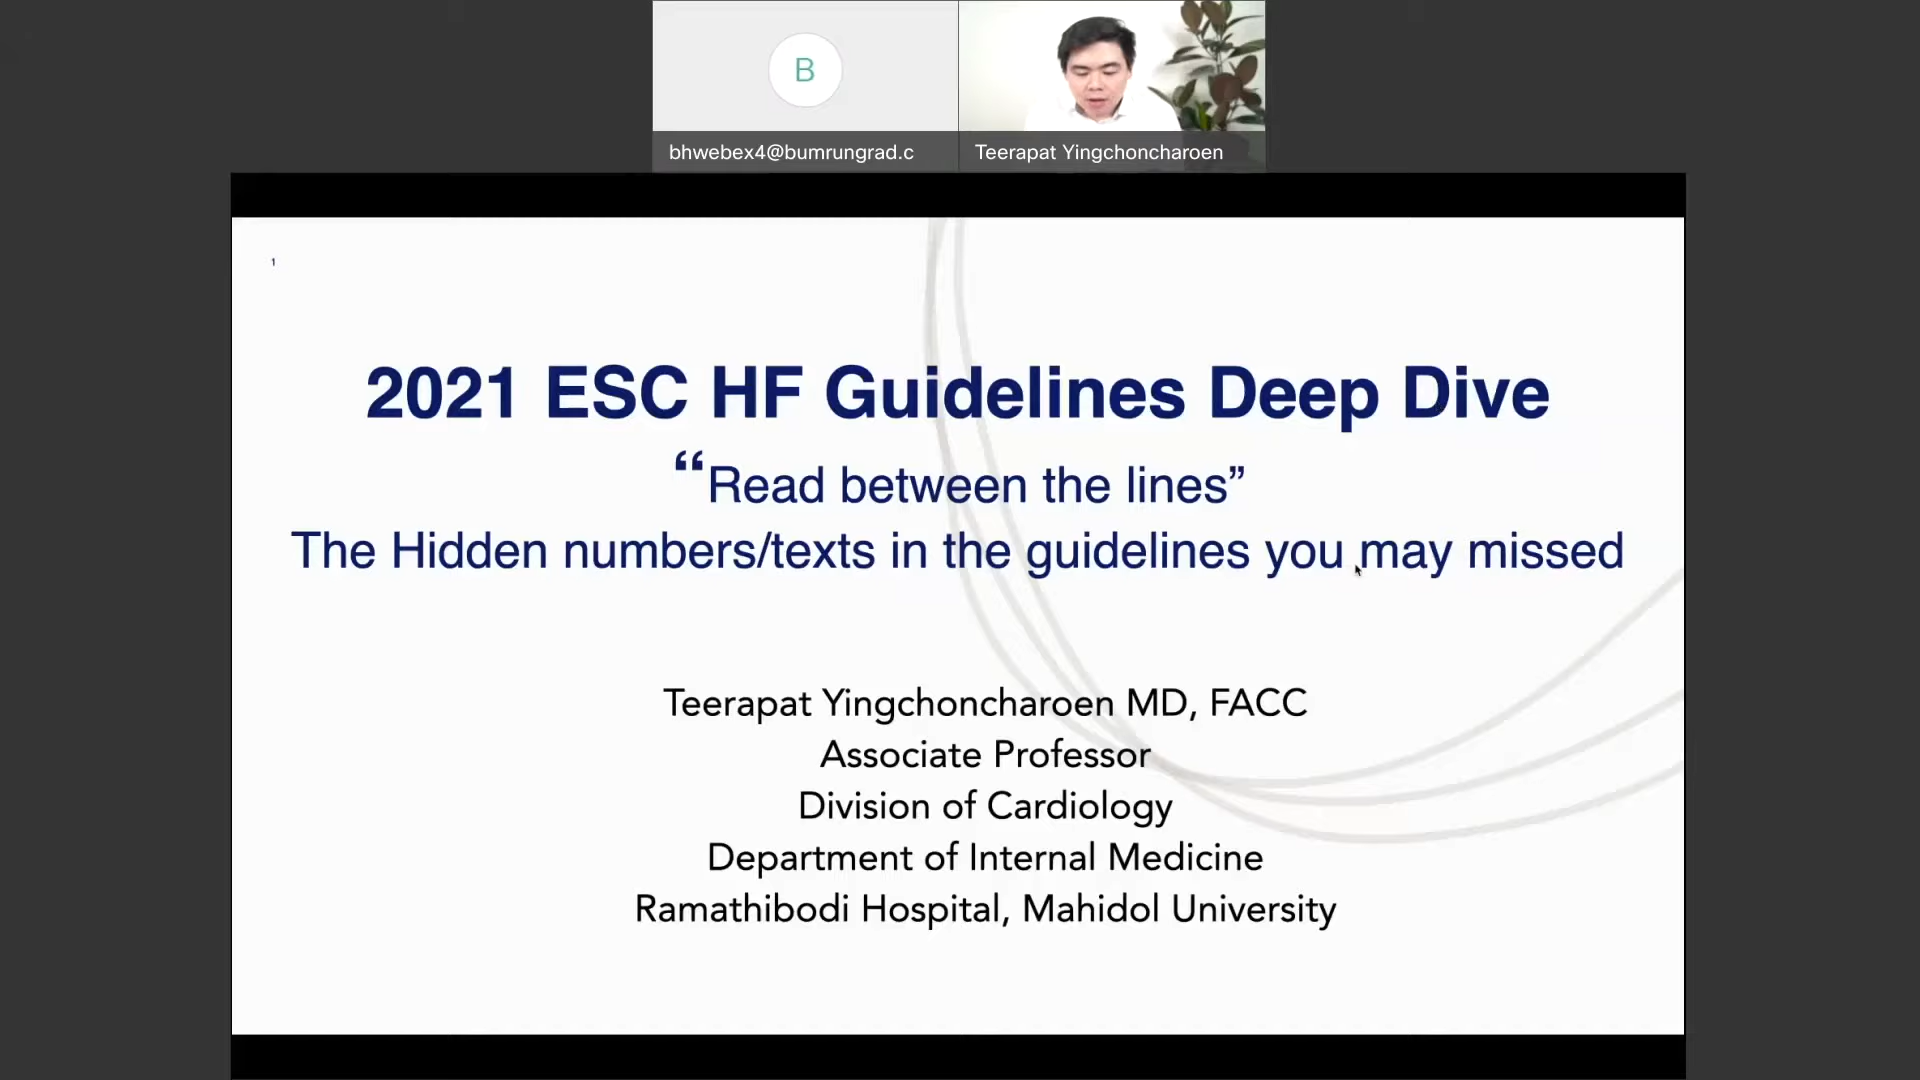 B
bhwebex4@bumrungrad.c
Teerapat Yingchoncharoen
1
2021 ESC HF Guidelines Deep Dive
“Read between the lines”
The Hidden numbers/texts in the guidelines you may missed
Teerapat Yingchoncharoen MD, FACC
Associate Professor
Division of Cardiology
Department of Internal Medicine
Ramathibodi Hospital, Mahidol University